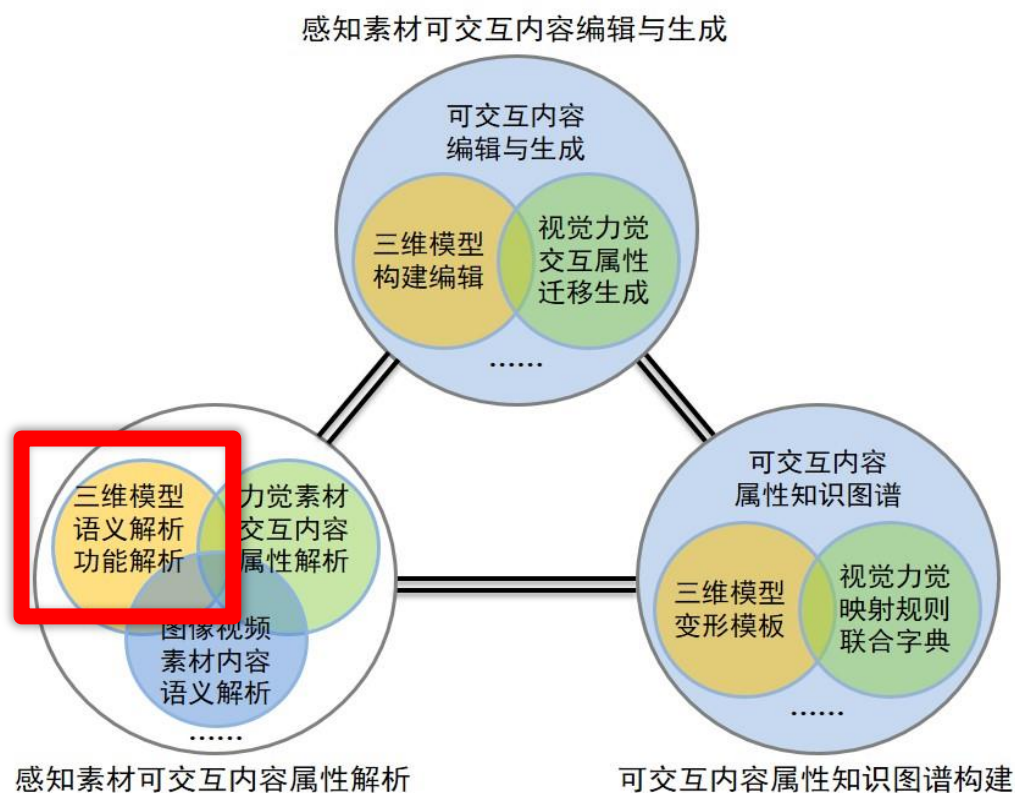 感知素材可交互内容编辑与生成
可交互内容
编辑与生成
三维模型
构建编辑
视觉力觉
交互属性
迁移生成
......
三维模型
语义解析
功能解析
力觉素材
交互内容
属性解析
图像视频
素材内容
语义解析
......
感知素材可交互内容属性解析
可交互内容
属性知识图谱
三维模型
变形模板
视觉力觉
映射规则
联合字典
......
可交互内容属性知识图谱构建